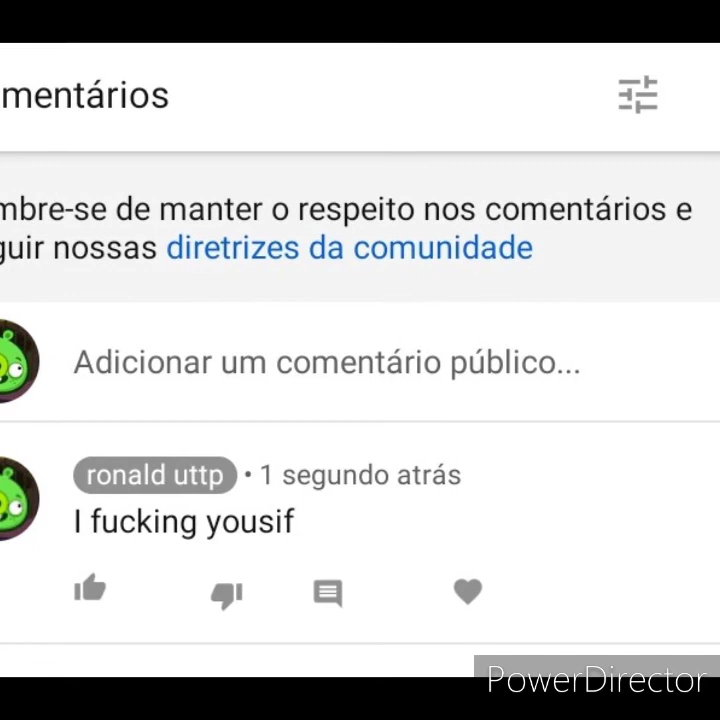 mentários
mbre-se de manter o respeito nos comentários e
guir nossas diretrizes da comunidade
Adicionar um comentário público...
ronald uttp • 1 segundo atrás
I fucking yousif
PowerDirector